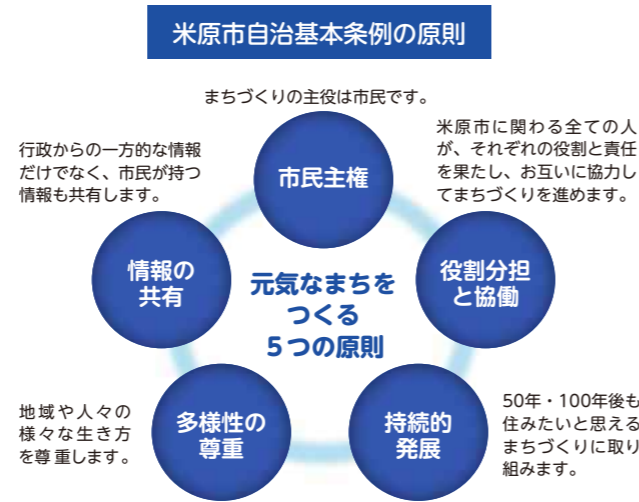 米原市自治基本条例の原則
まちづくりの主役は市民です。
市民主権
米原市に関わる全ての人
が、それぞれの役割と責任
を果たし、お互いに協力し
てまちづくりを進めます。
役割分担
と協働
行政からの一方的な情報
だけでなく、市民が持つ
情報も共有します。
情報の
共有
元気なまちを
つくる
5つの原則
地域や人々の
様々な生き方
を尊重します。
多様性の
尊重
持続的
発展
50年・100年後も
住みたいと思える
まちづくりに取り
組みます。